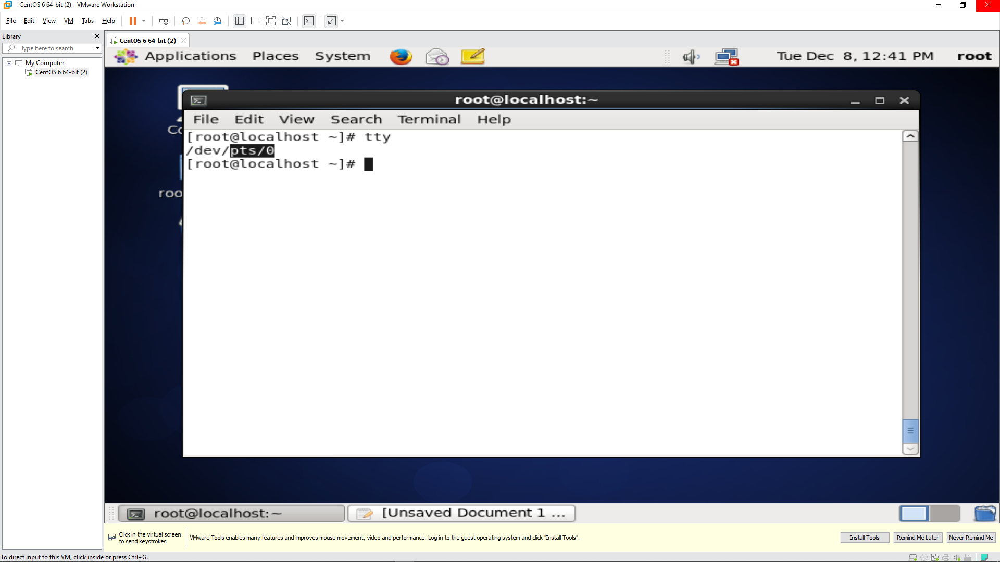 CentOS 6 64-bit (2) - VMware Workstation
File Edit View VM Tabs Help
Library
Type here to search
My Computer
CentOS 6 64-bit (2)
CentOS 6 64-bit (2)
Applications Places System Tue Dec 8, 12:41 PM root
root@localhost:~
File Edit View Search Terminal Help
[root@localhost ~]# tty
/dev/pts/0
[root@localhost ~]#
Co
roo
root@localhost:~ [Unsaved Document 1 ...
Click in the virtual screen
to send keystrokes
VMware Tools enables many features and improves mouse movement, video and performance. Log in to the guest operating system and click "Install Tools".
Install Tools Remind Me Later Never Remind Me
To direct input to this VM, click inside or press Ctrl+G.